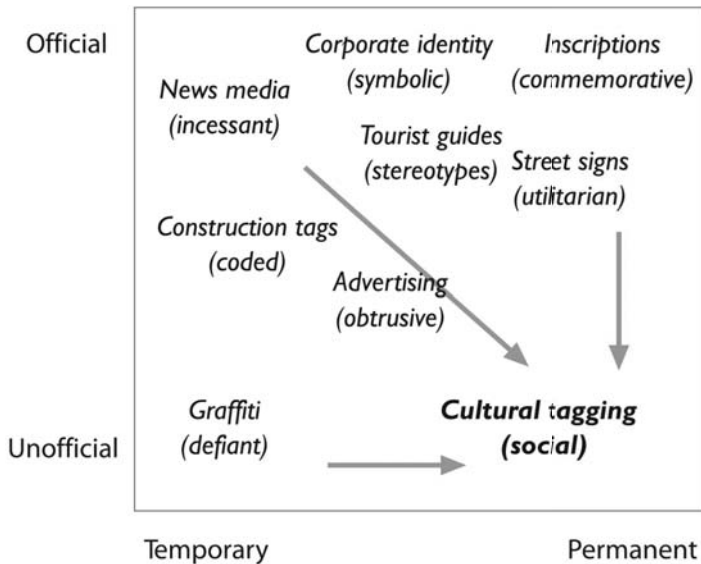 Official
Corporate identity
(symbolic)
Inscriptions
(commemorative)
News media
(incessant)
Tourist guides
(stereotypes)
Street signs
(utilitarian)
Construction tags
(coded)
Advertising
(obtrusive)
Graffiti
(defiant)
Cultural tagging
(social)
Unofficial
Temporary
Permanent